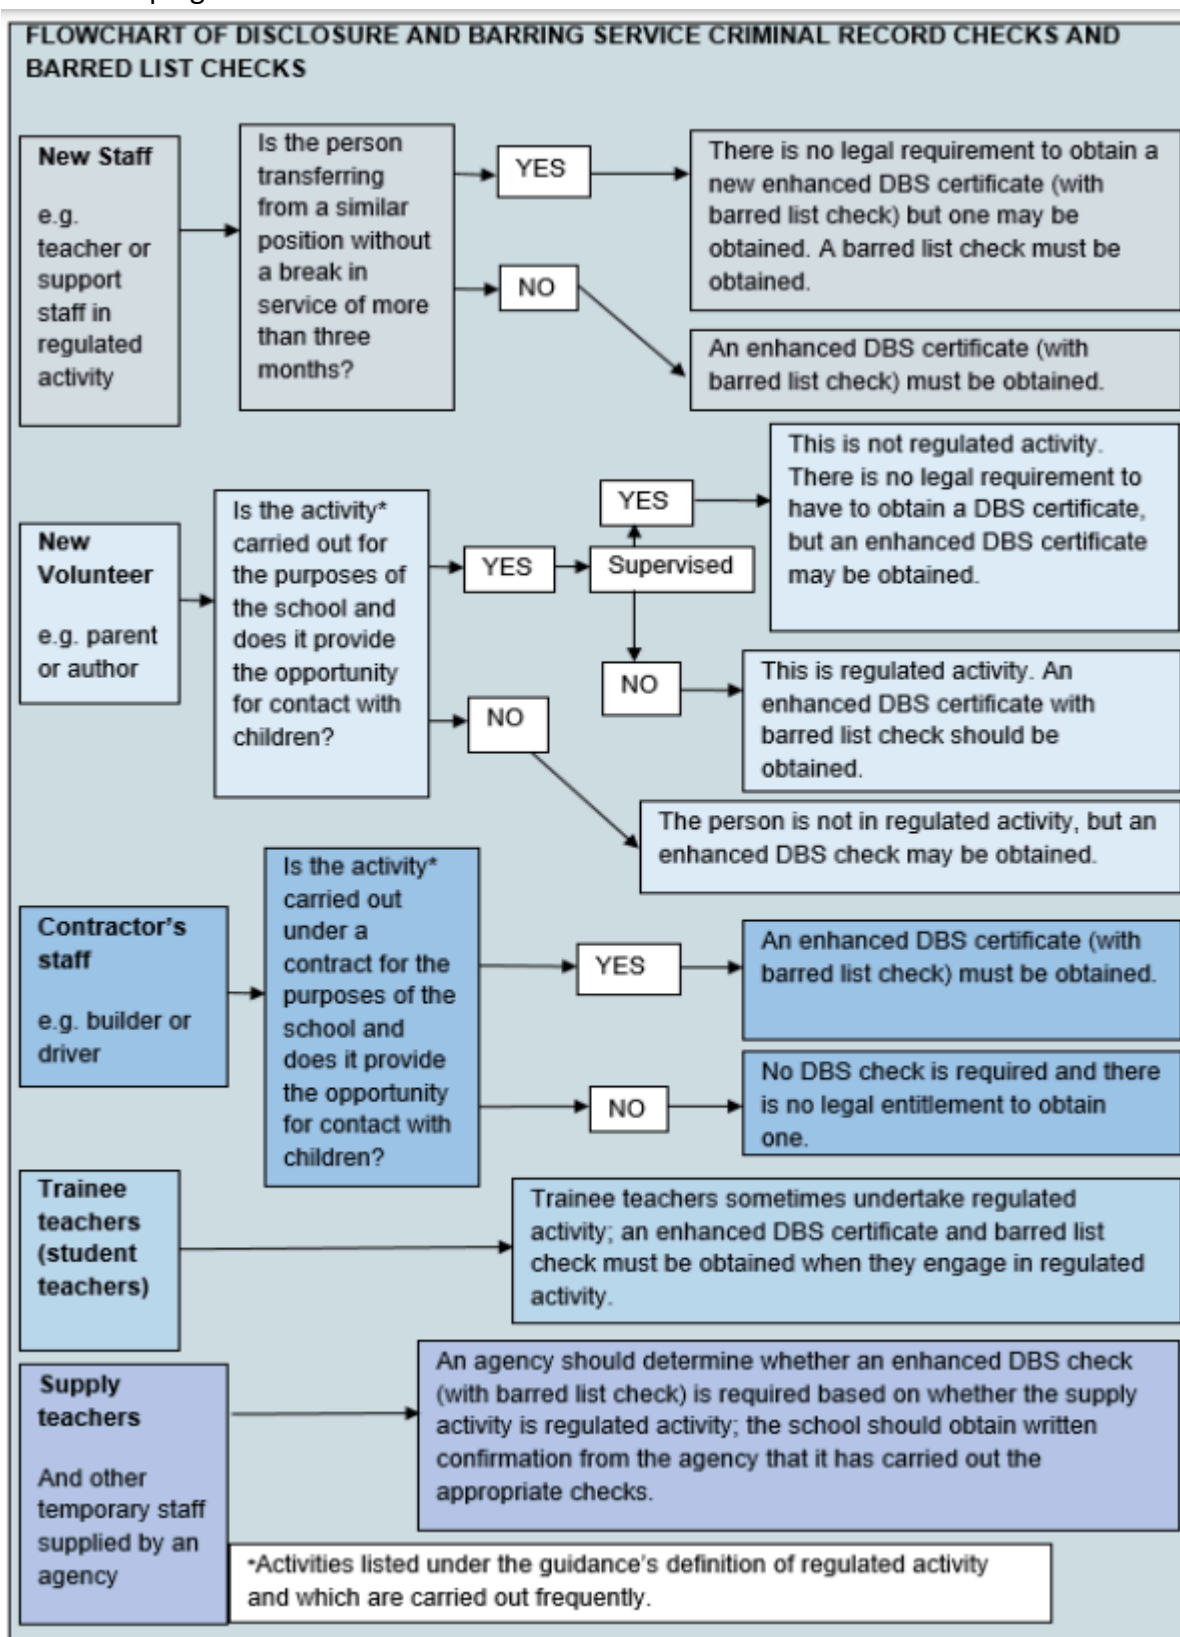 FLOWCHART OF DISCLOSURE AND BARRING SERVICE CRIMINAL RECORD CHECKS AND
BARRED LIST CHECKS
New Staff
e.g.
teacher or
support
staff in
regulated
activity
Is the person
transferring
from a similar
position without
a break in
service of more
than three
months?
YES
There is no legal requirement to obtain a
new enhanced DBS certificate (with
barred list check) but one may be
obtained. A barred list check must be
obtained.
NO
An enhanced DBS certificate (with
barred list check) must be obtained.
New
Volunteer
e.g. parent
or author
Is the activity*
carried out for
the purposes of
the school and
does it provide
the opportunity
for contact with
children?
YES
Supervised
YES
This is not regulated activity.
There is no legal requirement to
have to obtain a DBS certificate,
but an enhanced DBS certificate
may be obtained.
NO
This is regulated activity. An
enhanced DBS certificate with
barred list check should be
obtained.
NO
The person is not in regulated activity, but an
enhanced DBS check may be obtained.
Contractor's
staff
e.g. builder or
driver
Is the activity*
carried out
under a
contract for the
purposes of the
school and
does it provide
the opportunity
for contact with
children?
YES
An enhanced DBS certificate (with
barred list check) must be obtained.
NO
No DBS check is required and there
is no legal entitlement to obtain
one.
Trainee
teachers
(student
teachers)
Trainee teachers sometimes undertake regulated
activity; an enhanced DBS certificate and barred list
check must be obtained when they engage in regulated
activity.
Supply
teachers
And other
temporary staff
supplied by an
agency
An agency should determine whether an enhanced DBS check
(with barred list check) is required based on whether the supply
activity is regulated activity; the school should obtain written
confirmation from the agency that it has carried out the
appropriate checks.
*Activities listed under the guidance's definition of regulated activity
and which are carried out frequently.